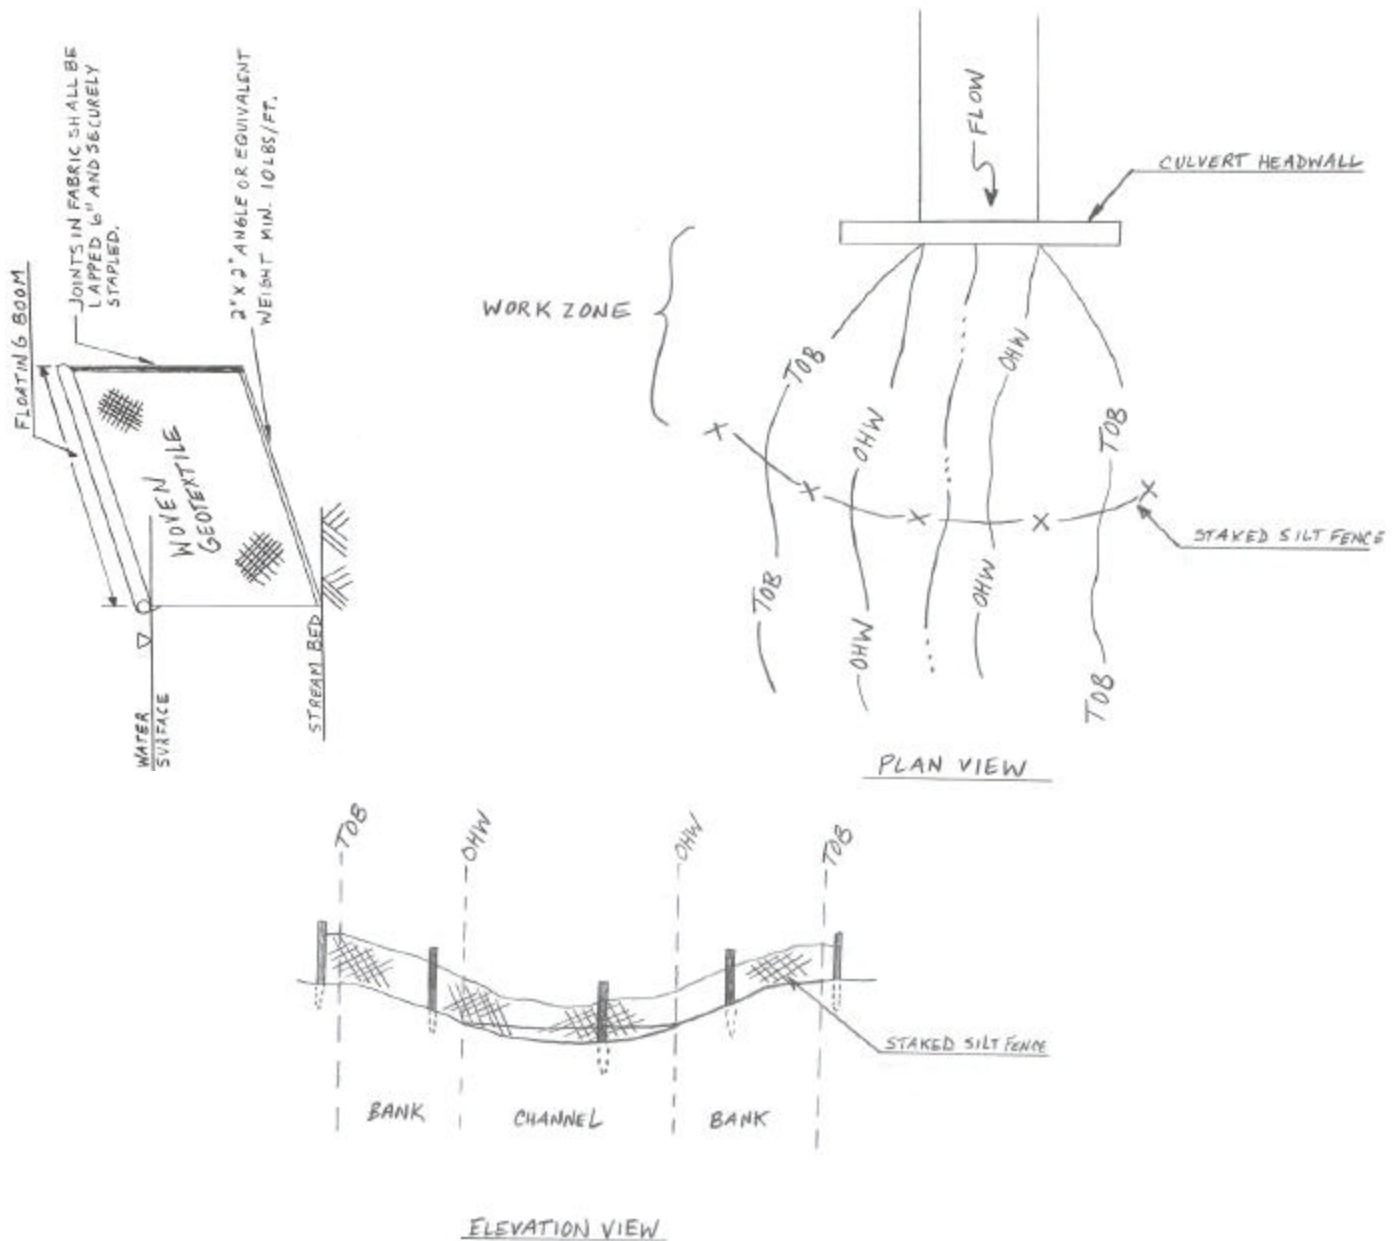 JOINTS IN FABRIC SHALL BE
LAPPED 6" AND SECURELY
STAPLED.
2" X 2" ANGLE OR EQUIVALENT
WEIGHT MIN. 10 LBS/FT.
FLOATING BOOM
WOVEN
GEOTEXTILE
WATER
SURFACE
STREAM BED
FLOW
CULVERT HEADWALL
WORK ZONE
TOB
OHW
OHW
TOB
STAKED SILT FENCE
TOB
OHW
OHW
TOB
PLAN VIEW
TOB
OHW
OHW
TOB
STAKED SILT FENCE
BANK
CHANNEL
BANK
ELEVATION VIEW